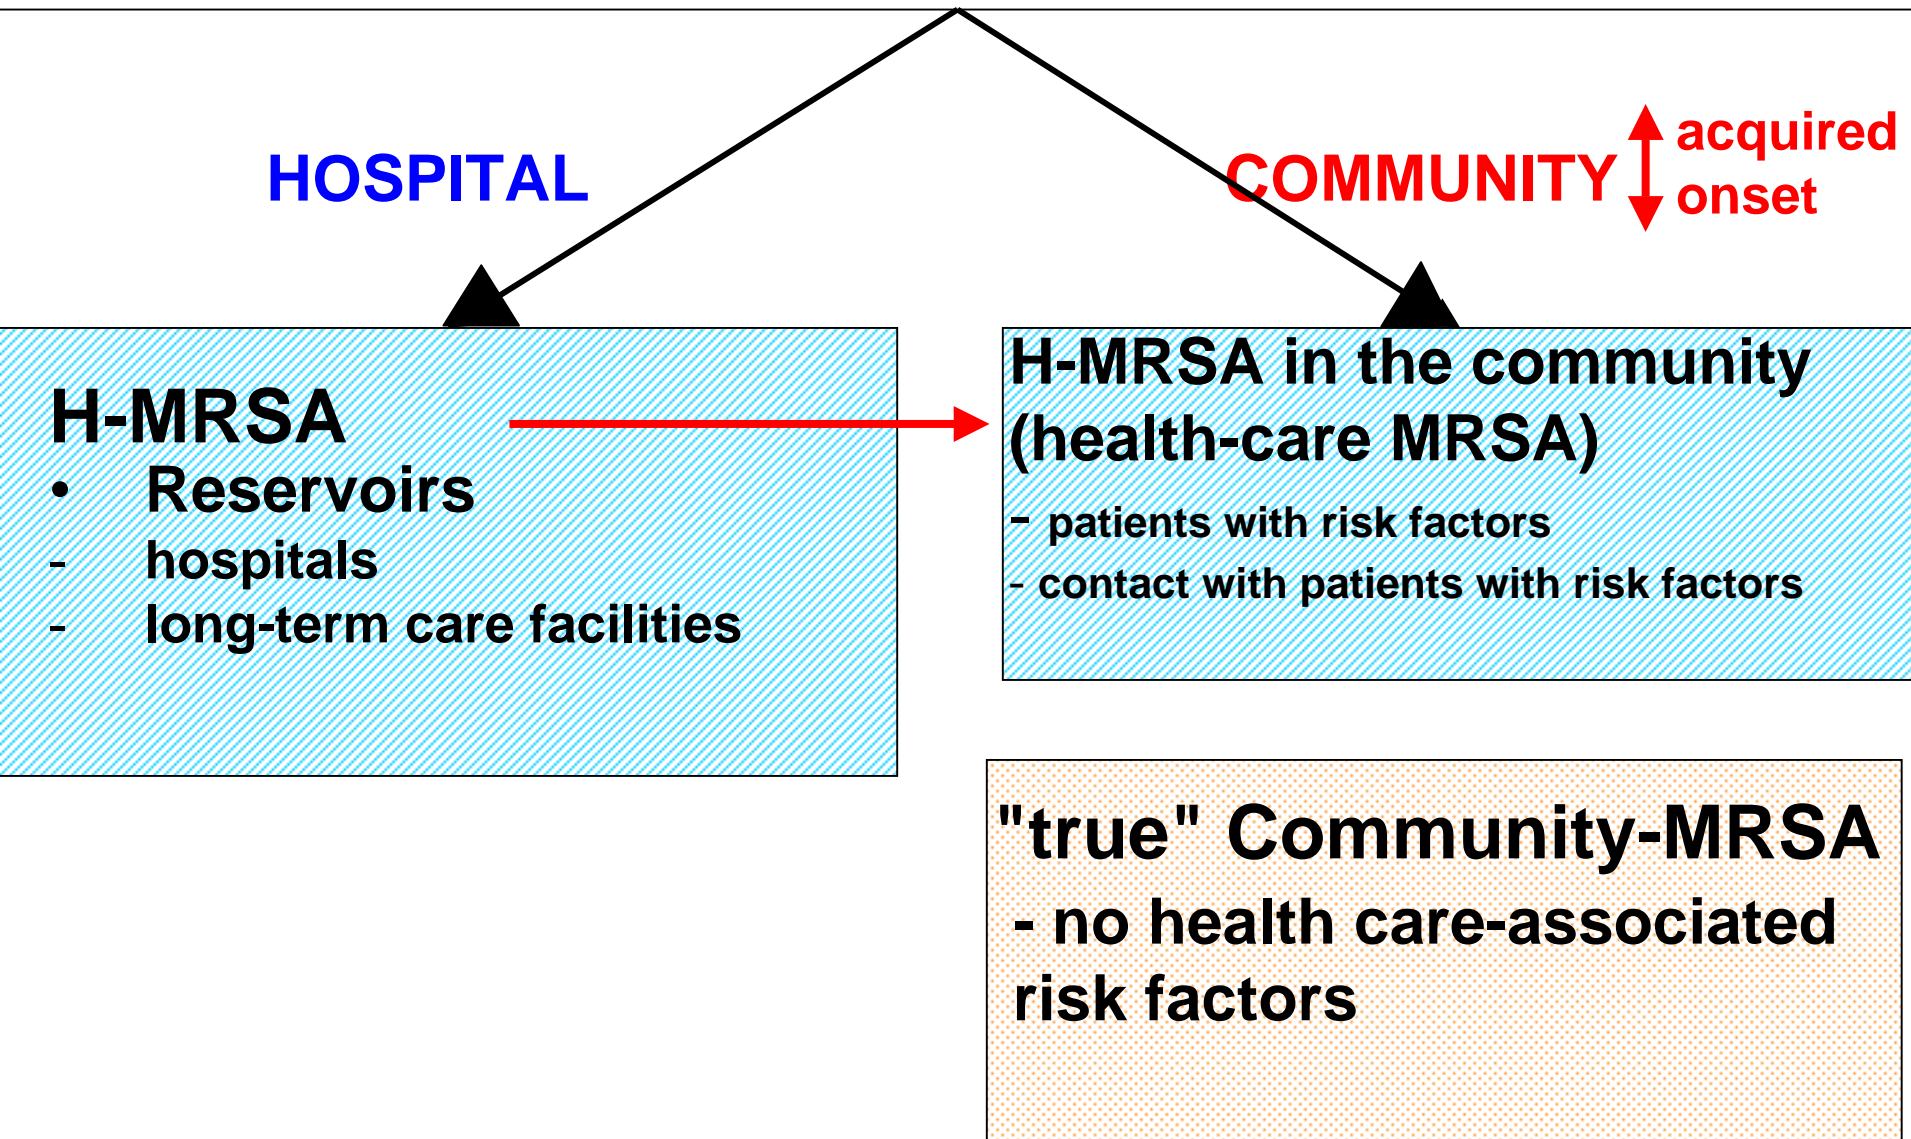 HOSPITAL
COMMUNITY
acquired
onset
H-MRSA
• Reservoirs
- hospitals
- long-term care facilities
H-MRSA in the community
(health-care MRSA)
- patients with risk factors
- contact with patients with risk factors
"true" Community-MRSA
- no health care-associated
risk factors